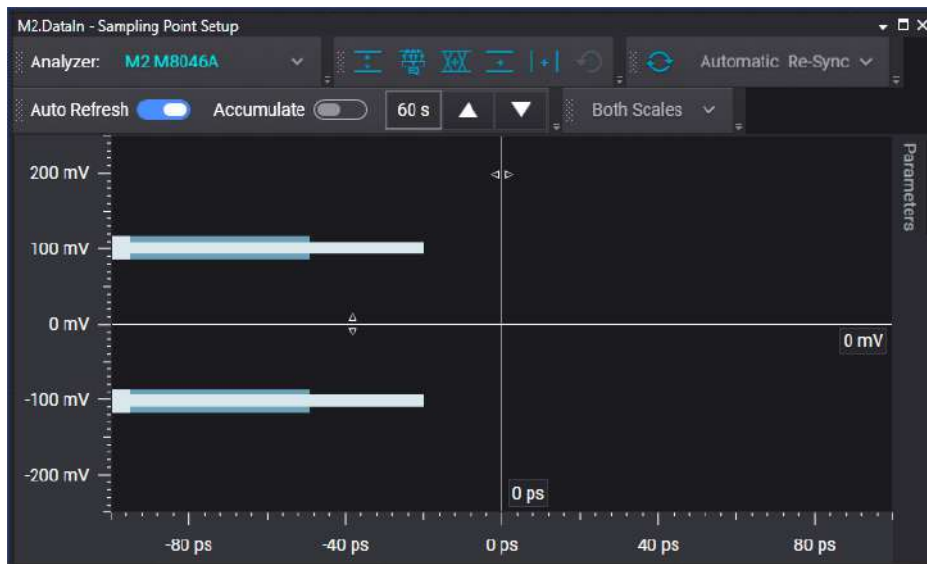 M2.DataIn - Sampling Point Setup
Analyzer: M2 M8046A Automatic Re-Sync
Auto Refresh Accumulate 60 s Both Scales
Parameters
200 mV
100 mV
0 mV
0 mV
-100 mV
-200 mV
0 ps
-80 ps -40 ps 0 ps 40 ps 80 ps